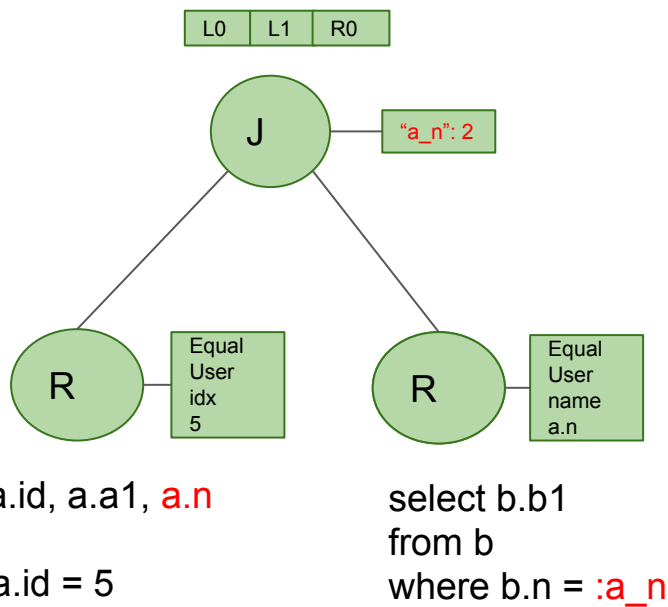 L0 L1 R0
J
“a_n”: 2
R
Equal
User
idx
5
R
Equal
User
name
a.n
a.id, a.a1, a.n
a.id = 5
select b.b1
from b
where b.n = :a_n